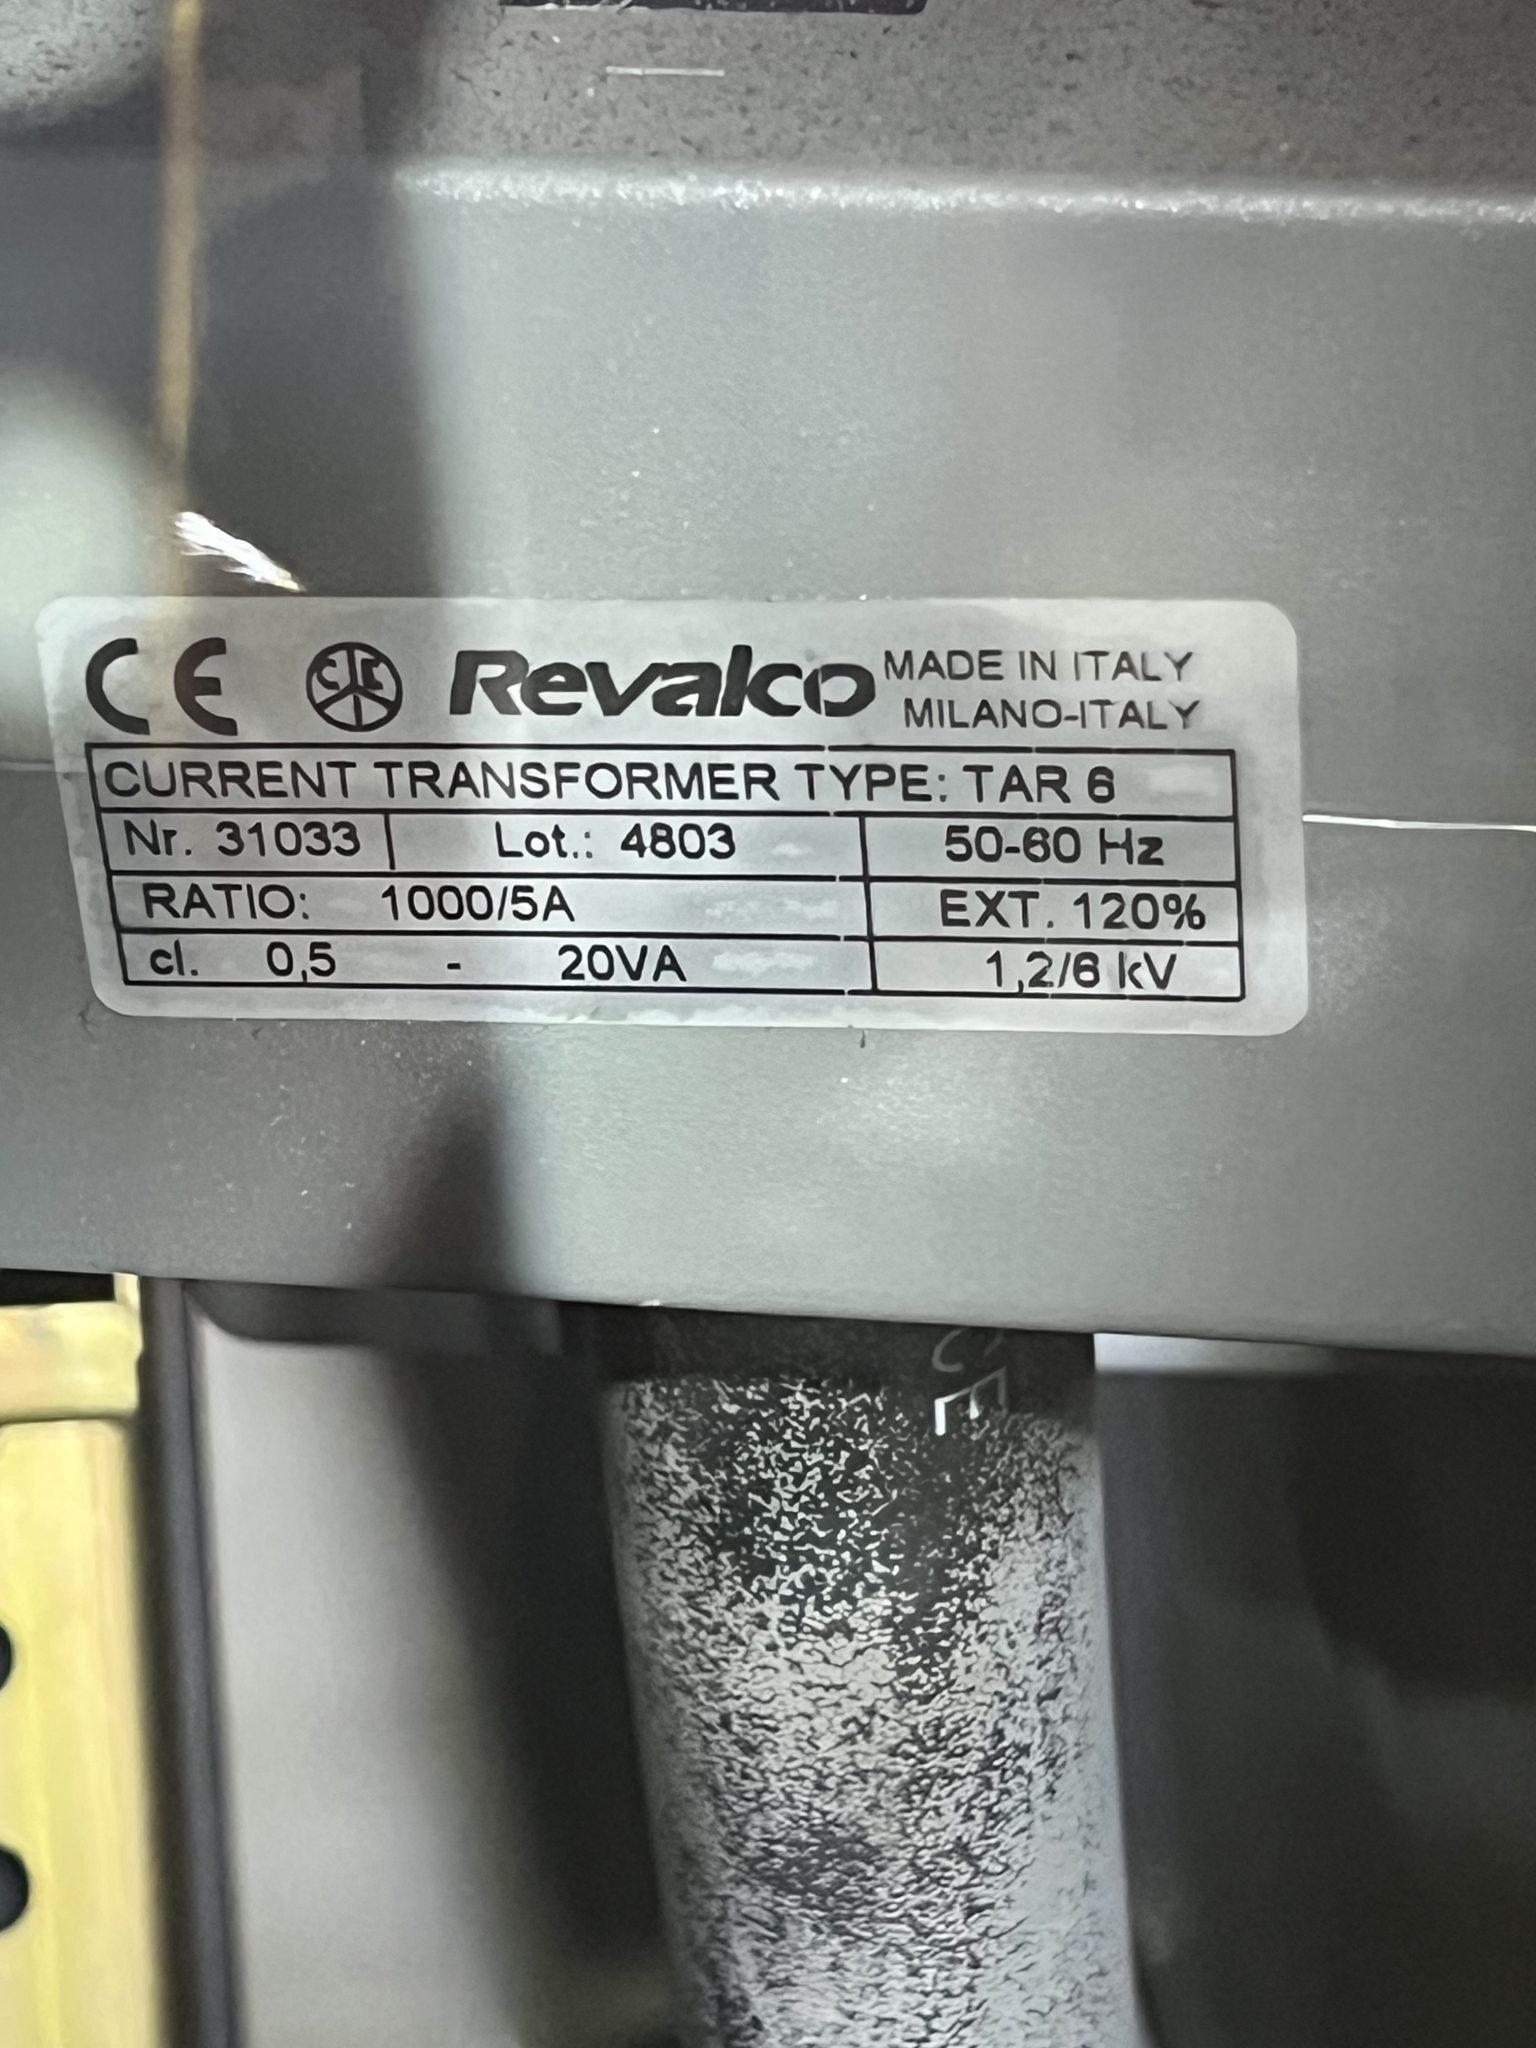 CE Revalco MADE IN ITALY
MILANO-ITALY
CURRENT TRANSFORMER TYPE: TAR 6
Nr. 31033 Lot.: 4803 50-60 Hz
RATIO: 1000/5A EXT. 120%
cl. 0,5 - 20VA 1,2/6 kV
CE